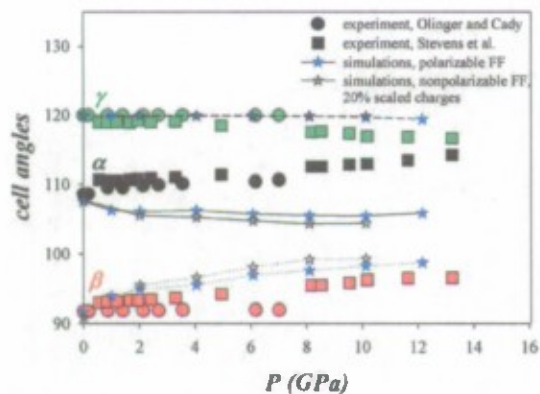 130
120
110
100
90
cell angles
experiment, Olinger and Cady
experiment, Stevens et al.
simulations, polarizable FF
simulations, nonpolarizable FF,
20% scaled charges
γ
α
β
0 2 4 6 8 10 12 14 16
P (GPa)